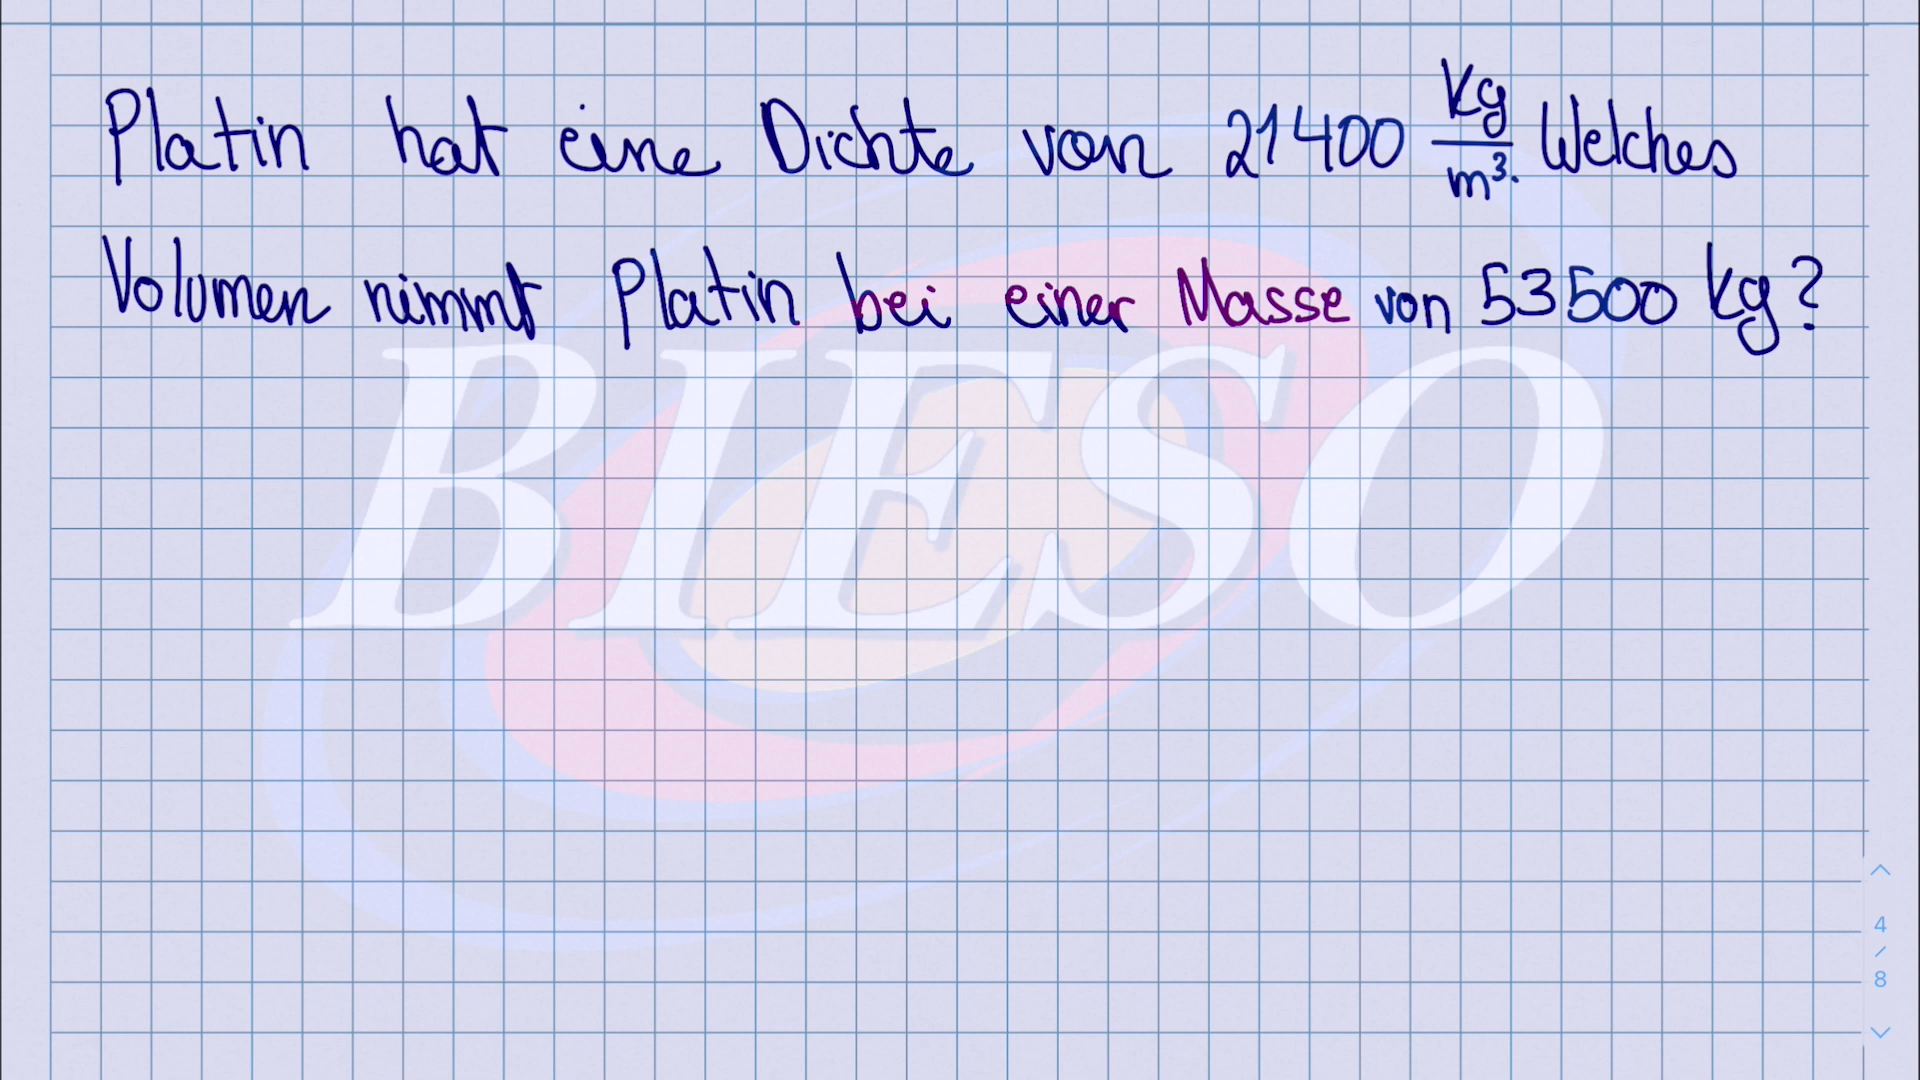 Platin hat eine Dichte von 21400 kg/m³. Welches
Volumen nimmt Platin bei einer Masse von 53500 kg?
BIESO
4
/
8